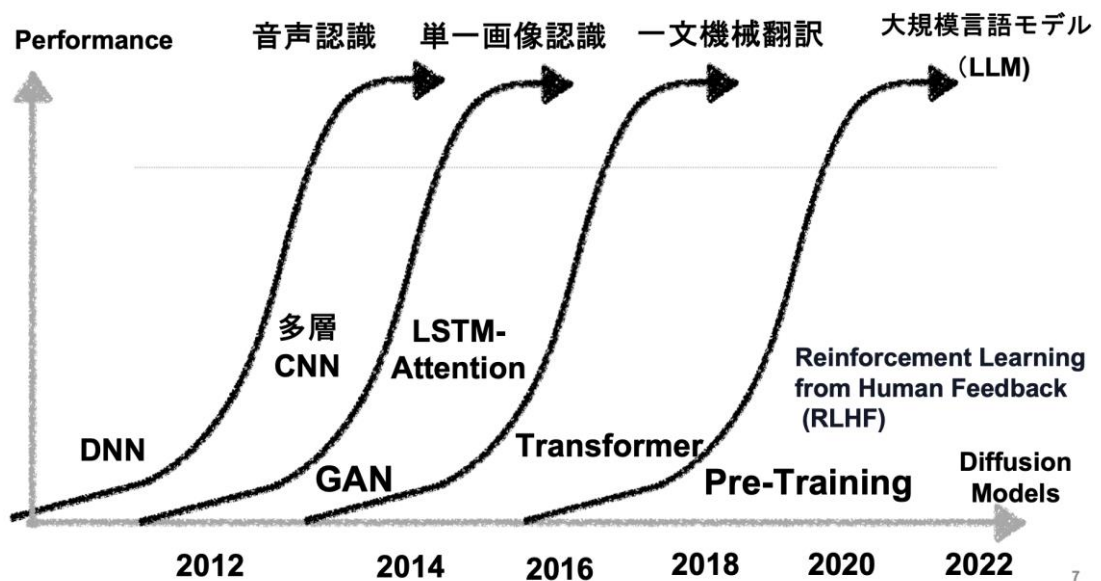 Performance
音声認識
単一画像認識
一文機械翻訳
大規模言語モデル
（LLM)
多層
CNN
LSTM-
Attention
Reinforcement Learning
from Human Feedback
(RLHF)
DNN
GAN
Transformer
Pre-Training
Diffusion
Models
2012
2014
2016
2018
2020
2022
7